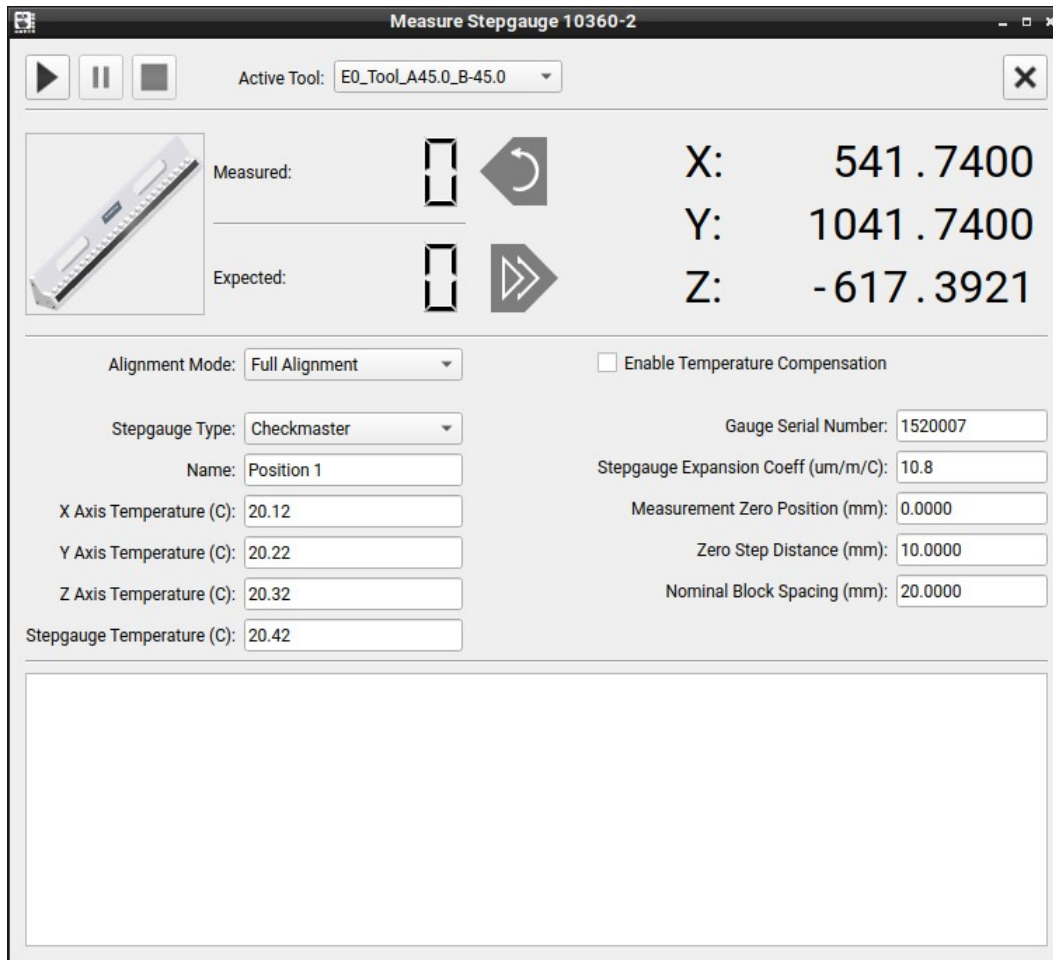 Measure Stepgauge 10360-2
Active Tool: E0_Tool_A45.0_B-45.0
Measured: 0
Expected: 0
X: 541.7400
Y: 1041.7400
Z: -617.3921
Alignment Mode: Full Alignment
Enable Temperature Compensation
Stepgauge Type: Checkmaster
Name: Position 1
X Axis Temperature (C): 20.12
Y Axis Temperature (C): 20.22
Z Axis Temperature (C): 20.32
Stepgauge Temperature (C): 20.42
Gauge Serial Number: 1520007
Stepgauge Expansion Coeff (um/m/C): 10.8
Measurement Zero Position (mm): 0.0000
Zero Step Distance (mm): 10.0000
Nominal Block Spacing (mm): 20.0000